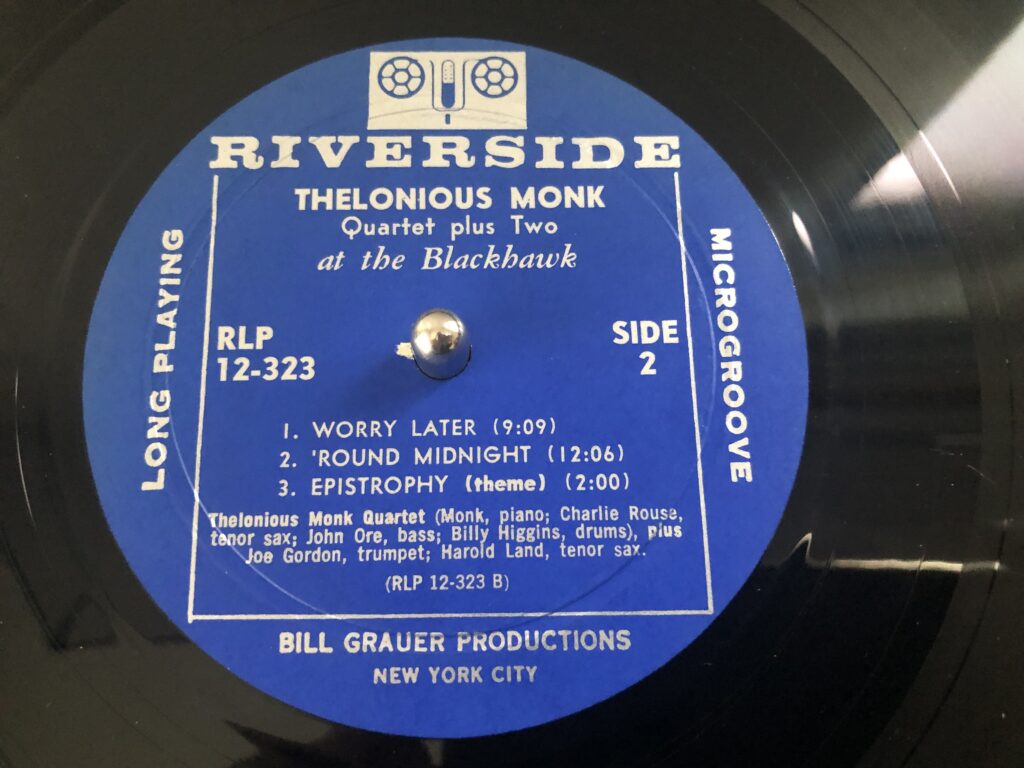 RIVERSIDE
THELONIOUS MONK
Quartet plus Two
at the Blackhawk
LONG PLAYING
MICROGROOVE
RLP
12-323
SIDE
2
1. WORRY LATER (9:09)
2. 'ROUND MIDNIGHT (12:06)
3. EPISTROPHY (theme) (2:00)
Thelonious Monk Quartet (Monk, piano; Charlie Rouse,
tenor sax; John Ore, bass; Billy Higgins, drums), plus
Joe Gordon, trumpet; Harold Land, tenor sax.
(RLP 12-323 B)
BILL GRAUER PRODUCTIONS
NEW YORK CITY